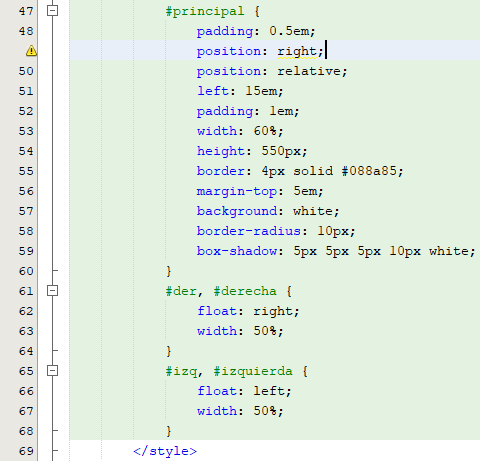 47 #principal {
48 padding: 0.5em;
position: right;
50 position: relative;
51 left: 15em;
52 padding: 1em;
53 width: 60%;
54 height: 550px;
55 border: 4px solid #088a85;
56 margin-top: 5em;
57 background: white;
58 border-radius: 10px;
59 box-shadow: 5px 5px 5px 10px white;
60 }
61 #der, #derecha {
62 float: right;
63 width: 50%;
64 }
65 #izq, #izquierda {
66 float: left;
67 width: 50%;
68 }
69 </style>